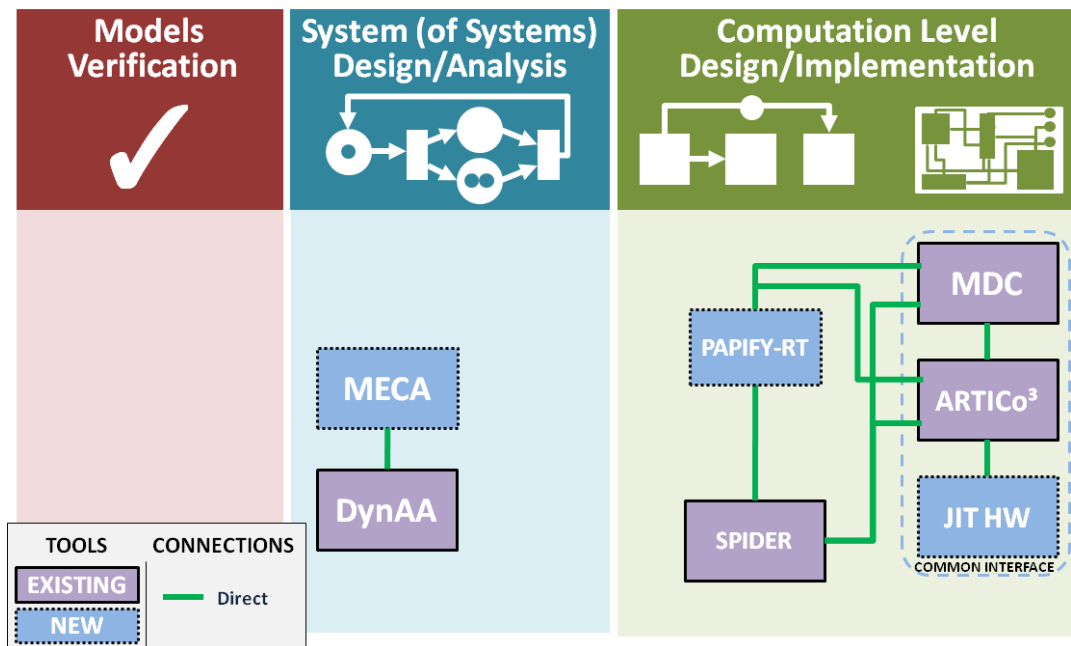 Models
Verification
System (of Systems)
Design/Analysis
Computation Level
Design/Implementation
MDC
PAPIFY-RT
MECA
ARTICo³
DynAA
SPIDER
JIT HW
COMMON INTERFACE
TOOLS
CONNECTIONS
EXISTING
Direct
NEW